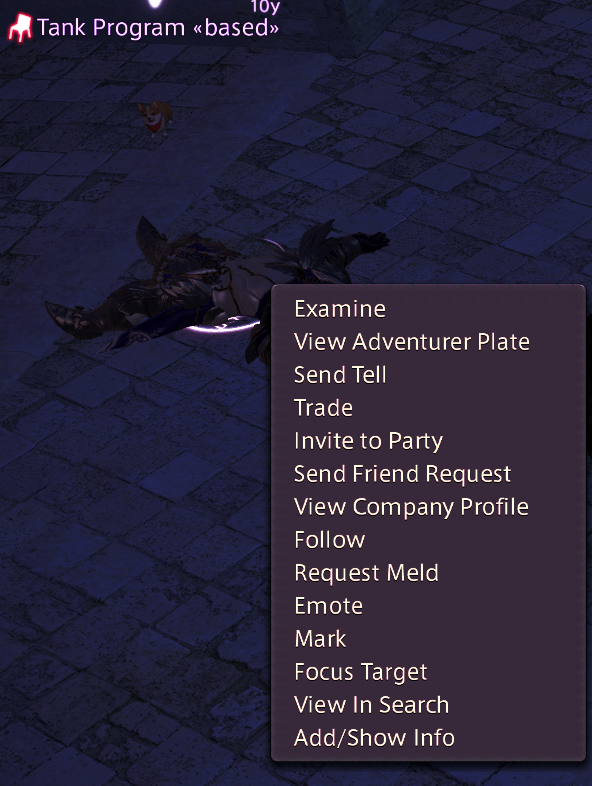 10y
Tank Program «based»
Examine
View Adventurer Plate
Send Tell
Trade
Invite to Party
Send Friend Request
View Company Profile
Follow
Request Meld
Emote
Mark
Focus Target
View In Search
Add/Show Info